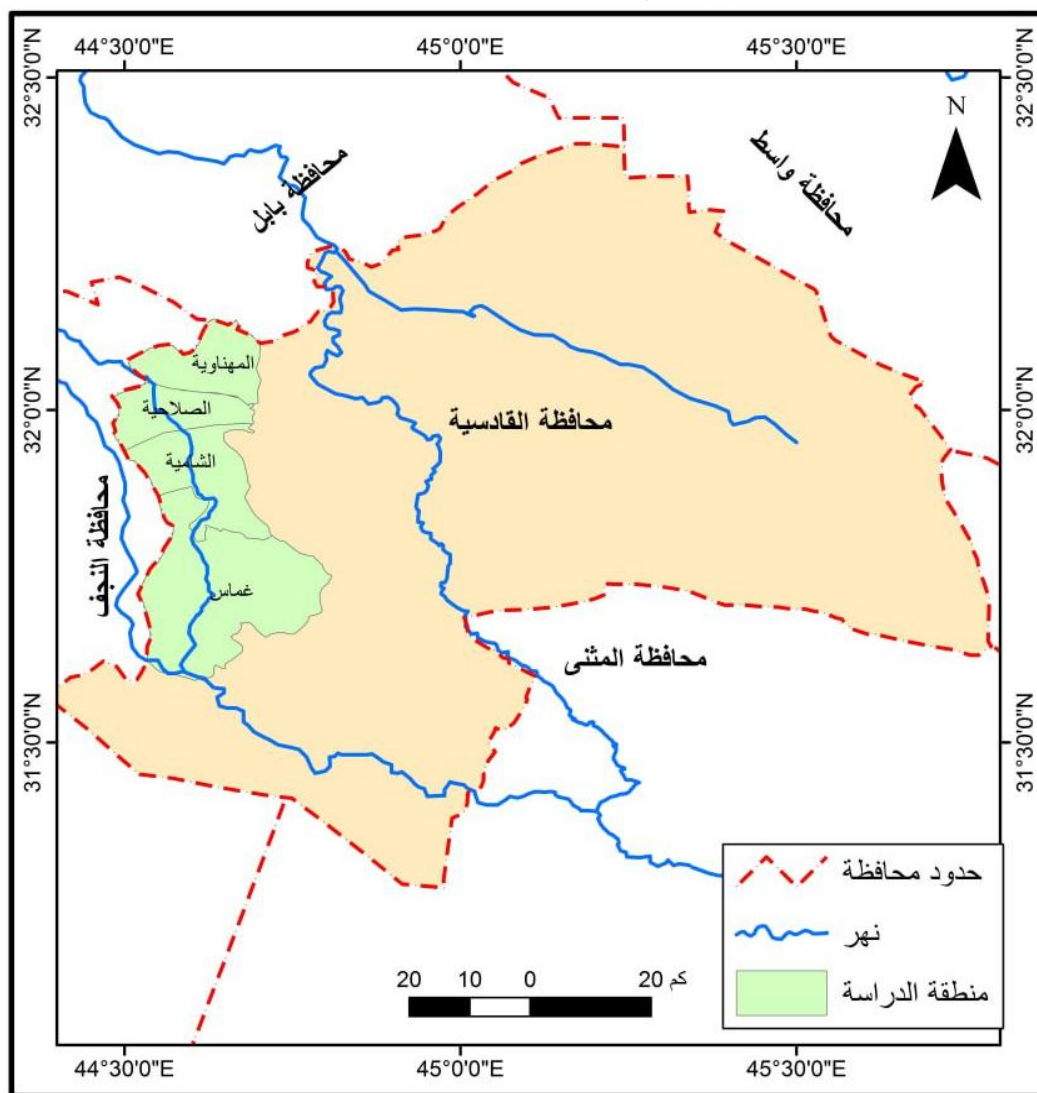 44°30'0"E 45°0'0"E 45°30'0"E
32°30'0"N 32°30'0"N
N
محافظة واسط
محافظة بابل
المهناوية
الصلاحية
32°0'0"N 32°0'0"N
محافظة القادسية
الشامية
محافظة النجف
غماس
محافظة المثنى
31°30'0"N 31°30'0"N
حدود محافظة
نهر
منطقة الدراسة
20 10 0 20 كم
44°30'0"E 45°0'0"E 45°30'0"E